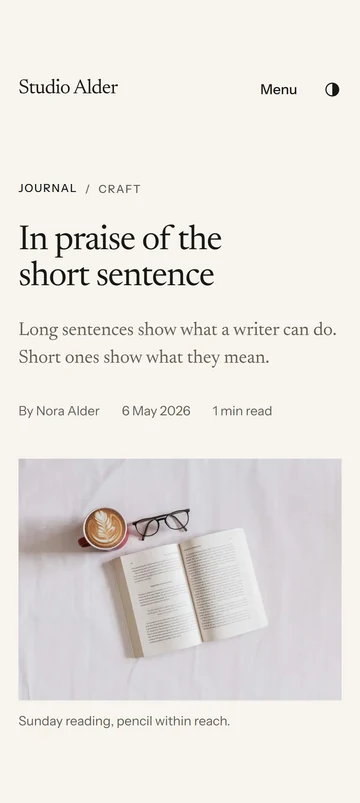 Studio Alder
Menu
JOURNAL / CRAFT
In praise of the
short sentence
Long sentences show what a writer can do.
Short ones show what they mean.
By Nora Alder 6 May 2026 1 min read
Sunday reading, pencil within reach.